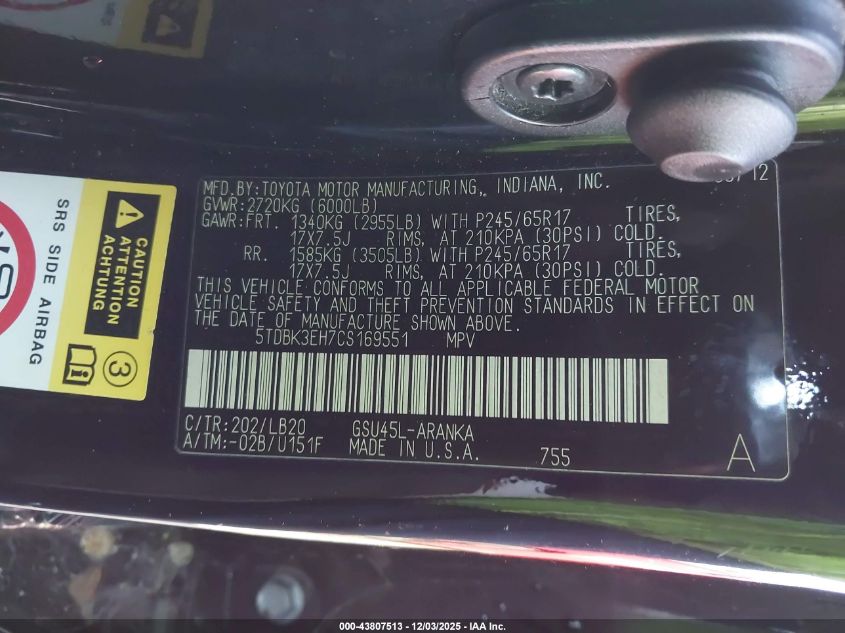 MFD.BY:TOYOTA MOTOR MANUFACTURING, INDIANA, INC.
GVWR:2720KG (6000LB)
GAWR:FRT. 1340KG (2955LB) WITH P245/65R17 TIRES,
17X7.5J RIMS, AT 210KPA (30PSI) COLD.
RR. 1585KG (3505LB) WITH P245/65R17 TIRES,
17X7.5J RIMS, AT 210KPA (30PSI) COLD.
THIS VEHICLE CONFORMS TO ALL APPLICABLE FEDERAL MOTOR
VEHICLE SAFETY AND THEFT PREVENTION STANDARDS IN EFFECT ON
THE DATE OF MANUFACTURE SHOWN ABOVE.
5TDBK3EH7CS169551 MPV
C/TR:202/LB20 GSU45L-ARANKA
A/TM:-02B/U151F MADE IN U.S.A. 755 A
SRS SIDE AIRBAG
CAUTION
ATTENTION
ACHTUNG
3
000-43807513 - 12/03/2025 - IAA Inc.